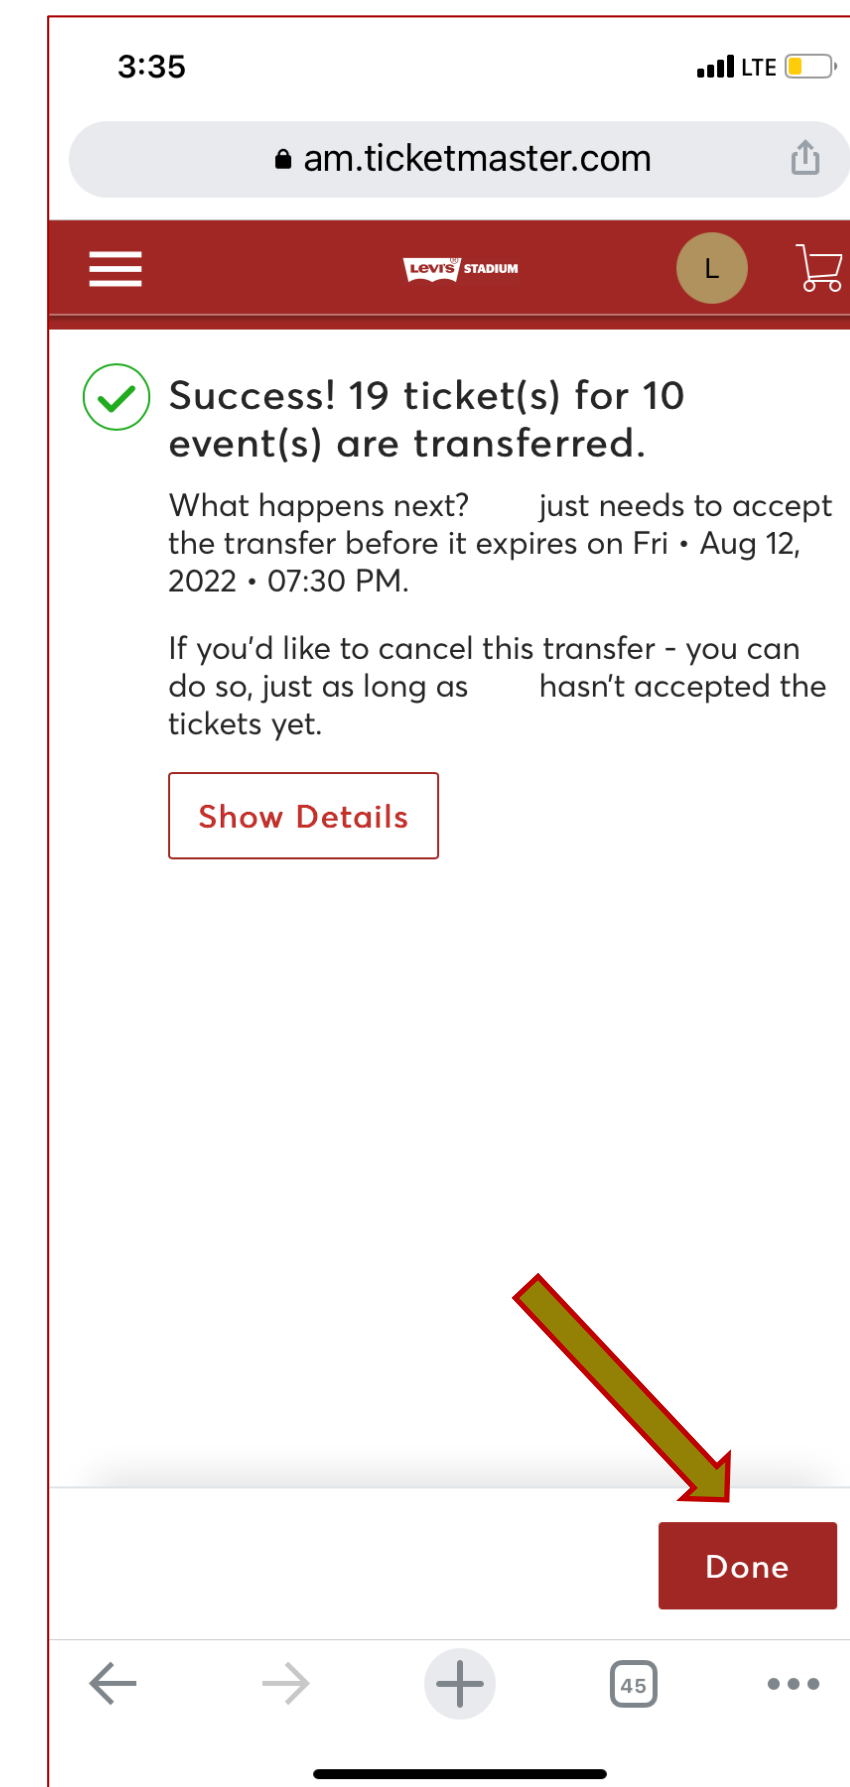 3:35 LTE
am.ticketmaster.com
LEVI'S® STADIUM L
Success! 19 ticket(s) for 10
event(s) are transferred.
What happens next? just needs to accept
the transfer before it expires on Fri • Aug 12,
2022 • 07:30 PM.
If you'd like to cancel this transfer - you can
do so, just as long as hasn't accepted the
tickets yet.
Show Details
Done
45